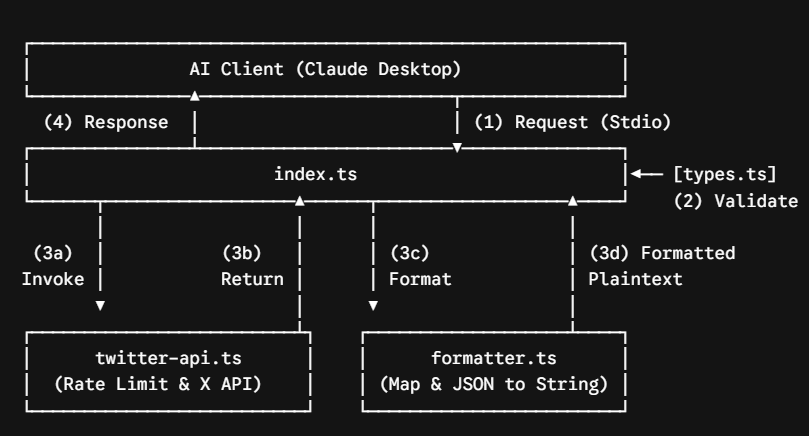 AI Client (Claude Desktop)
(4) Response
(1) Request (Stdio)
index.ts
[types.ts]
(2) Validate
(3a)
Invoke
(3b)
Return
(3c)
Format
(3d) Formatted
Plaintext
twitter-api.ts
(Rate Limit & X API)
formatter.ts
(Map & JSON to String)